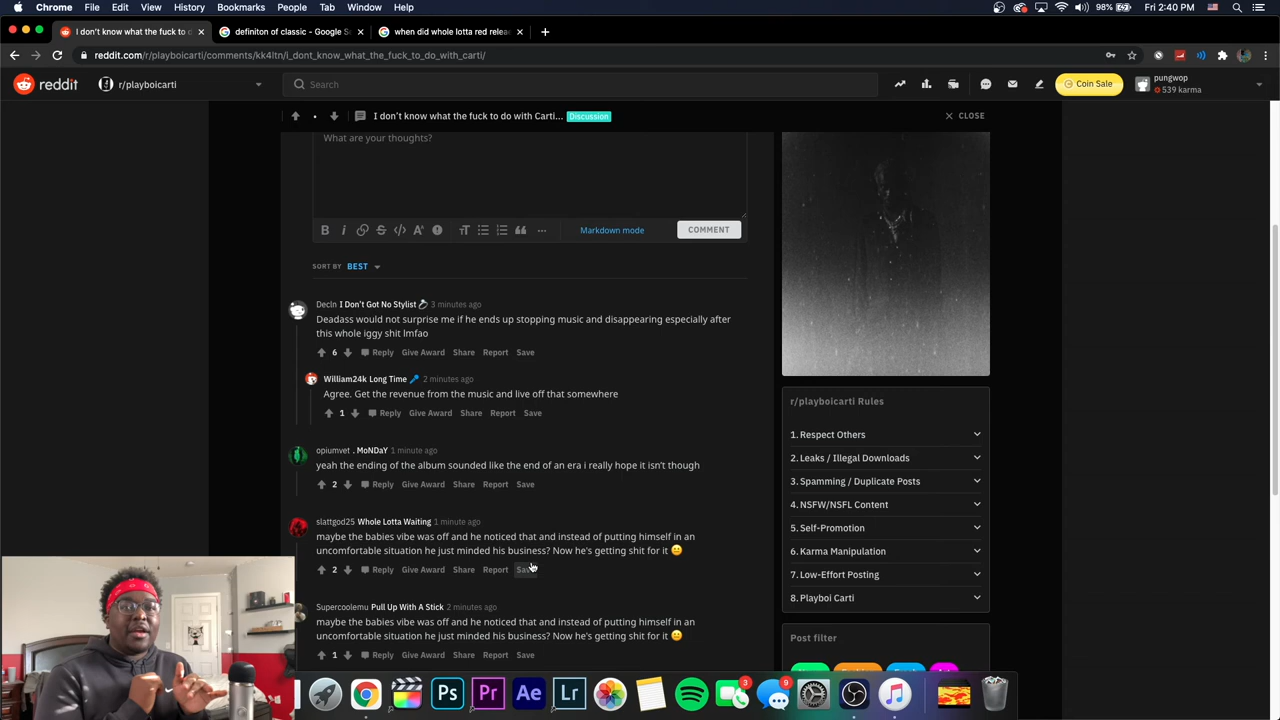 Chrome File Edit View History Bookmarks People Tab Window Help 98% Fri 2:40 PM
I don't know what the fuck to d × definiton of classic - Google S × when did whole lotta red relea × +
reddit.com/r/playboicarti/comments/kk4ltn/i_dont_know_what_the_fuck_to_do_with_carti/
reddit r/playboicarti Search Coin Sale pungwop
539 karma
I don't know what the fuck to do with Carti... Discussion × CLOSE
What are your thoughts?
B i Markdown mode COMMENT
SORT BY BEST
Decln I Don't Got No Stylist 3 minutes ago
Deadass would not surprise me if he ends up stopping music and disappearing especially after
this whole iggy shit lmfao
6 Reply Give Award Share Report Save
William24k Long Time 2 minutes ago
Agree. Get the revenue from the music and live off that somewhere
1 Reply Give Award Share Report Save
opiumvet . MoNDaY 1 minute ago
yeah the ending of the album sounded like the end of an era i really hope it isn't though
2 Reply Give Award Share Report Save
slattgod25 Whole Lotta Waiting 1 minute ago
maybe the babies vibe was off and he noticed that and instead of putting himself in an
uncomfortable situation he just minded his business? Now he's getting shit for it 😐
2 Reply Give Award Share Report Save
Supercoolemu Pull Up With A Stick 2 minutes ago
maybe the babies vibe was off and he noticed that and instead of putting himself in an
uncomfortable situation he just minded his business? Now he's getting shit for it 😐
1 Reply Give Award Share Report Save
r/playboicarti Rules
1. Respect Others
2. Leaks / Illegal Downloads
3. Spamming / Duplicate Posts
4. NSFW/NSFL Content
5. Self-Promotion
6. Karma Manipulation
7. Low-Effort Posting
8. Playboi Carti
Post filter
Ps Pr Ae Lr 3 9